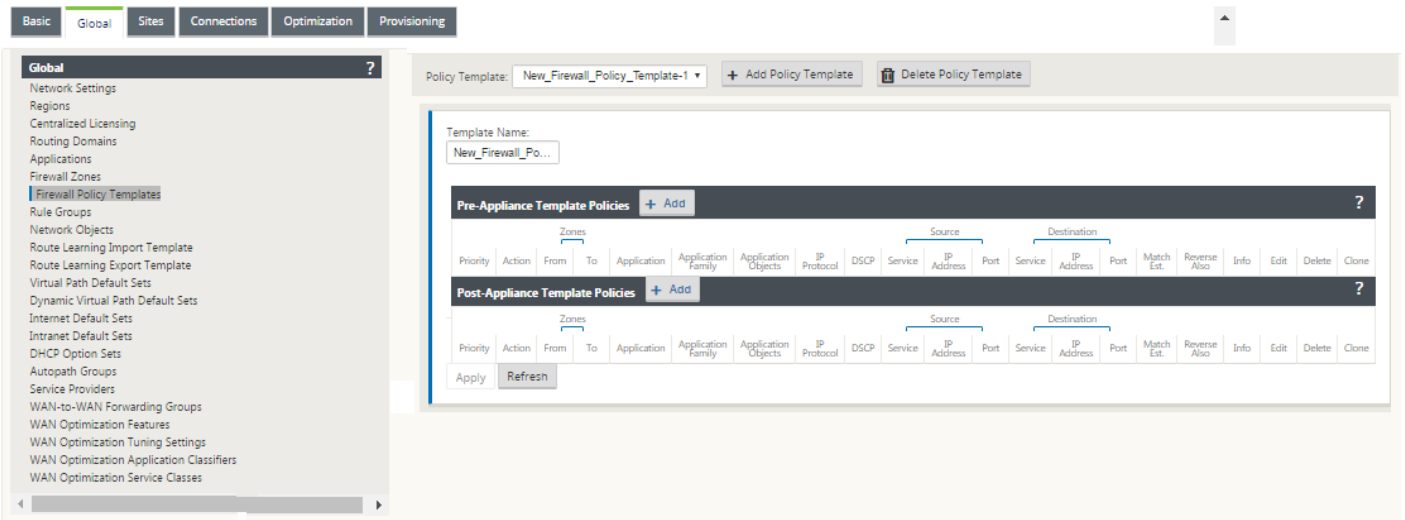 Basic Global Sites Connections Optimization Provisioning
Global ?
Network Settings
Regions
Centralized Licensing
Routing Domains
Applications
Firewall Zones
Firewall Policy Templates
Rule Groups
Network Objects
Route Learning Import Template
Route Learning Export Template
Virtual Path Default Sets
Dynamic Virtual Path Default Sets
Internet Default Sets
Intranet Default Sets
DHCP Option Sets
Autopath Groups
Service Providers
WAN-to-WAN Forwarding Groups
WAN Optimization Features
WAN Optimization Tuning Settings
WAN Optimization Application Classifiers
WAN Optimization Service Classes
Policy Template: New_Firewall_Policy_Template-1 + Add Policy Template Delete Policy Template
Template Name:
New_Firewall_Po...
Pre-Appliance Template Policies + Add ?
Zones Source Destination
Priority Action From To Application Application Family Application Objects IP Protocol DSCP Service IP Address Port Service IP Address Port Match Est. Reverse Also Info Edit Delete Clone
Post-Appliance Template Policies + Add ?
Zones Source Destination
Priority Action From To Application Application Family Application Objects IP Protocol DSCP Service IP Address Port Service IP Address Port Match Est. Reverse Also Info Edit Delete Clone
Apply Refresh